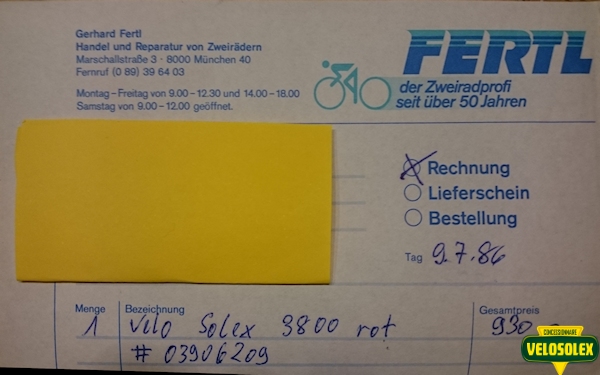 Gerhard Fertl
Handel und Reparatur von Zweirädern
Marschallstraße 3 · 8000 München 40
Fernruf (0 89) 39 64 03
Montag – Freitag von 9.00 – 12.30 und 14.00 – 18.00
Samstag von 9.00 – 12.00 geöffnet.
FERTL
der Zweiradprofi
seit über 50 Jahren
Rechnung
Lieferschein
Bestellung
Tag 9.7.86
Menge Bezeichnung Gesamtpreis
1 Velo Solex 3800 rot 930
# 03906209
CONCESSIONNAIRE
VELOSOLEX